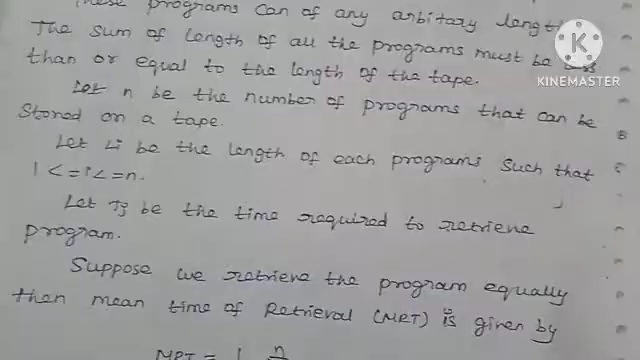 These programs can of any arbitary length
The sum of length of all the programs must be less
than or equal to the length of the tape.
Let n be the number of programs that can be
stored on a tape.
Let Li be the length of each programs such that
1<=i<=n.
Let Tj be the time required to retrieve
program.
Suppose we retrieve the program equally
then mean time of Retrieval (MRT) is given by
MRT = 1 n
K
KINEMASTER